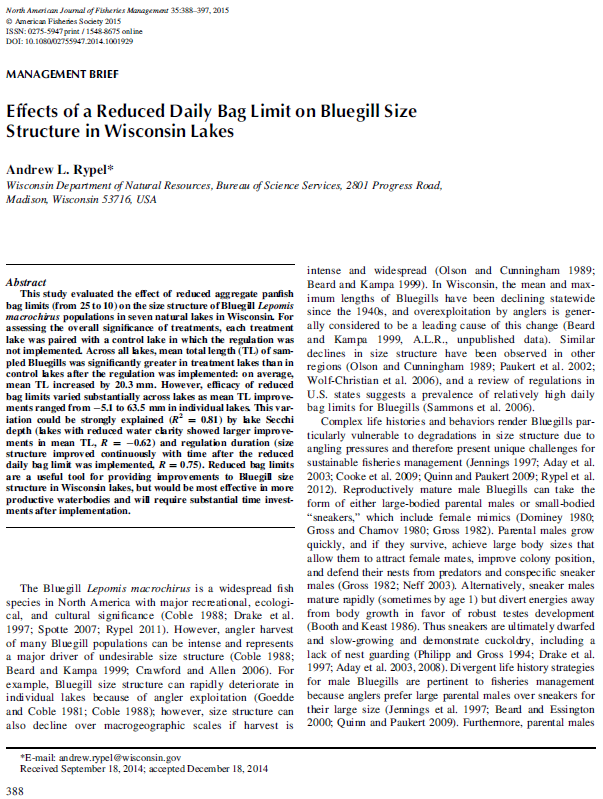 North American Journal of Fisheries Management 35:388–397, 2015
© American Fisheries Society 2015
ISSN: 0275-5947 print / 1548-8675 online
DOI: 10.1080/02755947.2014.1001929
MANAGEMENT BRIEF
Effects of a Reduced Daily Bag Limit on Bluegill Size
Structure in Wisconsin Lakes
Andrew L. Rypel*
Wisconsin Department of Natural Resources, Bureau of Science Services, 2801 Progress Road,
Madison, Wisconsin 53716, USA
Abstract
This study evaluated the effect of reduced aggregate panfish
bag limits (from 25 to 10) on the size structure of Bluegill Lepomis
macrochirus populations in seven natural lakes in Wisconsin. For
assessing the overall significance of treatments, each treatment
lake was paired with a control lake in which the regulation was
not implemented. Across all lakes, mean total length (TL) of sam-
pled Bluegills was significantly greater in treatment lakes than in
control lakes after the regulation was implemented: on average,
mean TL increased by 20.3 mm. However, efficacy of reduced
bag limits varied substantially across lakes as mean TL improve-
ments ranged from −5.1 to 63.5 mm in individual lakes. This var-
iation could be strongly explained (R² = 0.81) by lake Secchi
depth (lakes with reduced water clarity showed larger improve-
ments in mean TL, R = −0.62) and regulation duration (size
structure improved continuously with time after the reduced
daily bag limit was implemented, R = 0.75). Reduced bag limits
are a useful tool for providing improvements to Bluegill size
structure in Wisconsin lakes, but would be most effective in more
productive waterbodies and will require substantial time invest-
ments after implementation.
The Bluegill Lepomis macrochirus is a widespread fish
species in North America with major recreational, ecologi-
cal, and cultural significance (Coble 1988; Drake et al.
1997; Spotte 2007; Rypel 2011). However, angler harvest
of many Bluegill populations can be intense and represents
a major driver of undesirable size structure (Coble 1988;
Beard and Kampa 1999; Crawford and Allen 2006). For
example, Bluegill size structure can rapidly deteriorate in
individual lakes because of angler exploitation (Goedde
and Coble 1981; Coble 1988); however, size structure can
also decline over macrogeographic scales if harvest is
intense and widespread (Olson and Cunningham 1989;
Beard and Kampa 1999). In Wisconsin, the mean and max-
imum lengths of Bluegills have been declining statewide
since the 1940s, and overexploitation by anglers is gener-
ally considered to be a leading cause of this change (Beard
and Kampa 1999, A.L.R., unpublished data). Similar
declines in size structure have been observed in other
regions (Olson and Cunningham 1989; Paukert et al. 2002;
Wolf-Christian et al. 2006), and a review of regulations in
U.S. states suggests a prevalence of relatively high daily
bag limits for Bluegills (Sammons et al. 2006).
Complex life histories and behaviors render Bluegills par-
ticularly vulnerable to degradations in size structure due to
angling pressures and therefore present unique challenges for
sustainable fisheries management (Jennings 1997; Aday et al.
2003; Cooke et al. 2009; Quinn and Paukert 2009; Rypel et al.
2012). Reproductively mature male Bluegills can take the
form of either large-bodied parental males or small-bodied
“sneakers,” which include female mimics (Dominey 1980;
Gross and Charnov 1980; Gross 1982). Parental males grow
quickly, and if they survive, achieve large body sizes that
allow them to attract female mates, improve colony position,
and defend their nests from predators and conspecific sneaker
males (Gross 1982; Neff 2003). Alternatively, sneaker males
mature rapidly (sometimes by age 1) but divert energies away
from body growth in favor of robust testes development
(Booth and Keast 1986). Thus sneakers are ultimately dwarfed
and slow-growing and demonstrate cuckoldry, including a
lack of nest guarding (Philipp and Gross 1994; Drake et al.
1997; Aday et al. 2003, 2008). Divergent life history strategies
for male Bluegills are pertinent to fisheries management
because anglers prefer large parental males over sneakers for
their large size (Jennings et al. 1997; Beard and Essington
2000; Quinn and Paukert 2009). Furthermore, parental males
*E-mail: andrew.rypel@wisconsin.gov
Received September 18, 2014; accepted December 18, 2014
388